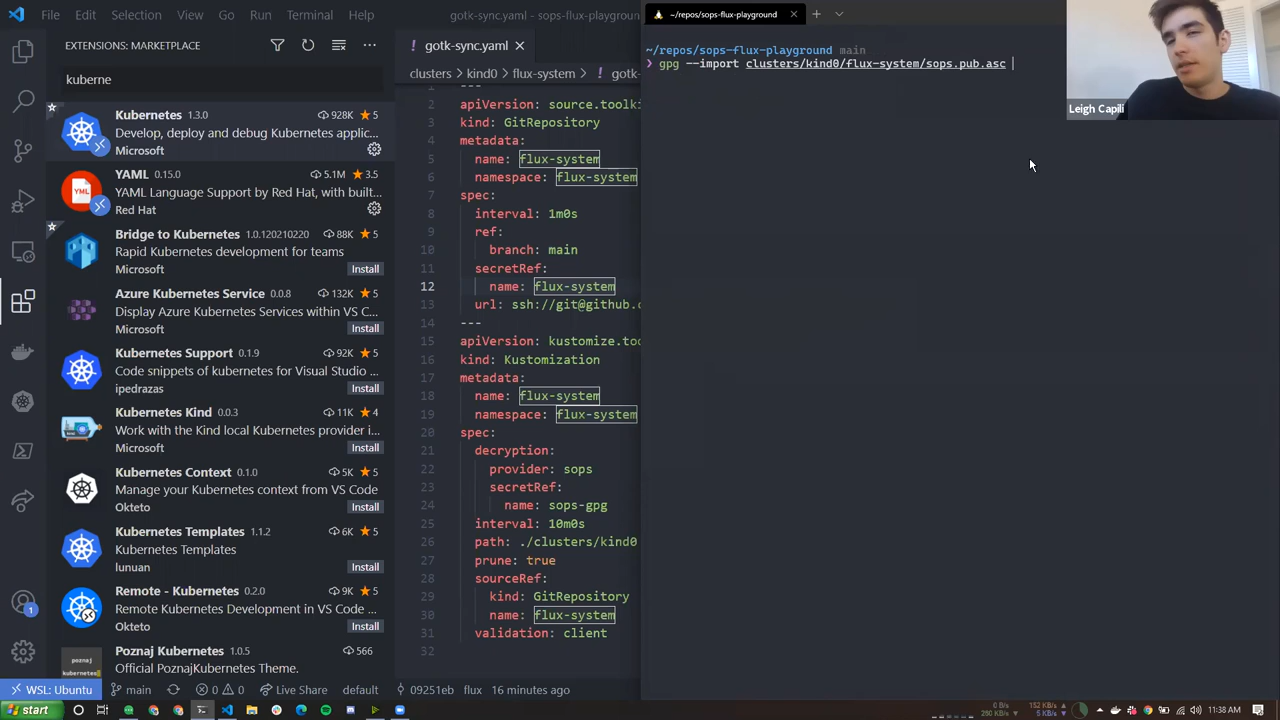 File Edit Selection View Go Run Terminal Help
gotk-sync.yaml - sops-flux-playgroun
EXTENSIONS: MARKETPLACE
kuberne
Kubernetes 1.3.0 928K 5
Develop, deploy and debug Kubernetes applic...
Microsoft
YAML 0.15.0 5.1M 3.5
YAML Language Support by Red Hat, with built...
Red Hat
Bridge to Kubernetes 1.0.120210220 88K 5
Rapid Kubernetes development for teams
Microsoft Install
Azure Kubernetes Service 0.0.8 132K 5
Display Azure Kubernetes Services within VS C...
Microsoft Install
Kubernetes Support 0.1.9 92K 5
Code snippets of kubernetes for Visual Studio ...
ipedrazas Install
Kubernetes Kind 0.0.3 11K 4
Work with the Kind local Kubernetes provider i...
Microsoft Install
Kubernetes Context 0.1.0 5K 5
Manage your Kubernetes context from VS Code
Okteto Install
Kubernetes Templates 1.1.2 26K 5
Kubernetes Templates
lunuan Install
Remote - Kubernetes 0.2.0 9K 5
Remote Kubernetes Development in VS Code ...
Okteto Install
Poznaj Kubernetes 1.0.5 566
Official PoznajKubernetes Theme.
poznaj
kubernetes
1
gotk-sync.yaml
clusters > kind0 > flux-system >
---
2 apiVersion: source.toolki
3 kind: GitRepository
4 metadata:
5 name: flux-system
6 namespace: flux-system
7 spec:
8 interval: 1m0s
9 ref:
10 branch: main
11 secretRef:
12 name: flux-system
13 url: ssh://git@github.c
14 ---
15 apiVersion: kustomize.too
16 kind: Kustomization
17 metadata:
18 name: flux-system
19 namespace: flux-system
20 spec:
21 decryption:
22 provider: sops
23 secretRef:
24 name: sops-gpg
25 interval: 10m0s
26 path: ./clusters/kind0
27 prune: true
28 sourceRef:
29 kind: GitRepository
30 name: flux-system
31 validation: client
32
~/repos/sops-flux-playground
~/repos/sops-flux-playground main
❯ gpg --import clusters/kind0/flux-system/sops.pub.asc
Leigh Capili
WSL: Ubuntu main 0 0 Live Share default 09251eb flux 16 minutes ago
start 11:38 AM